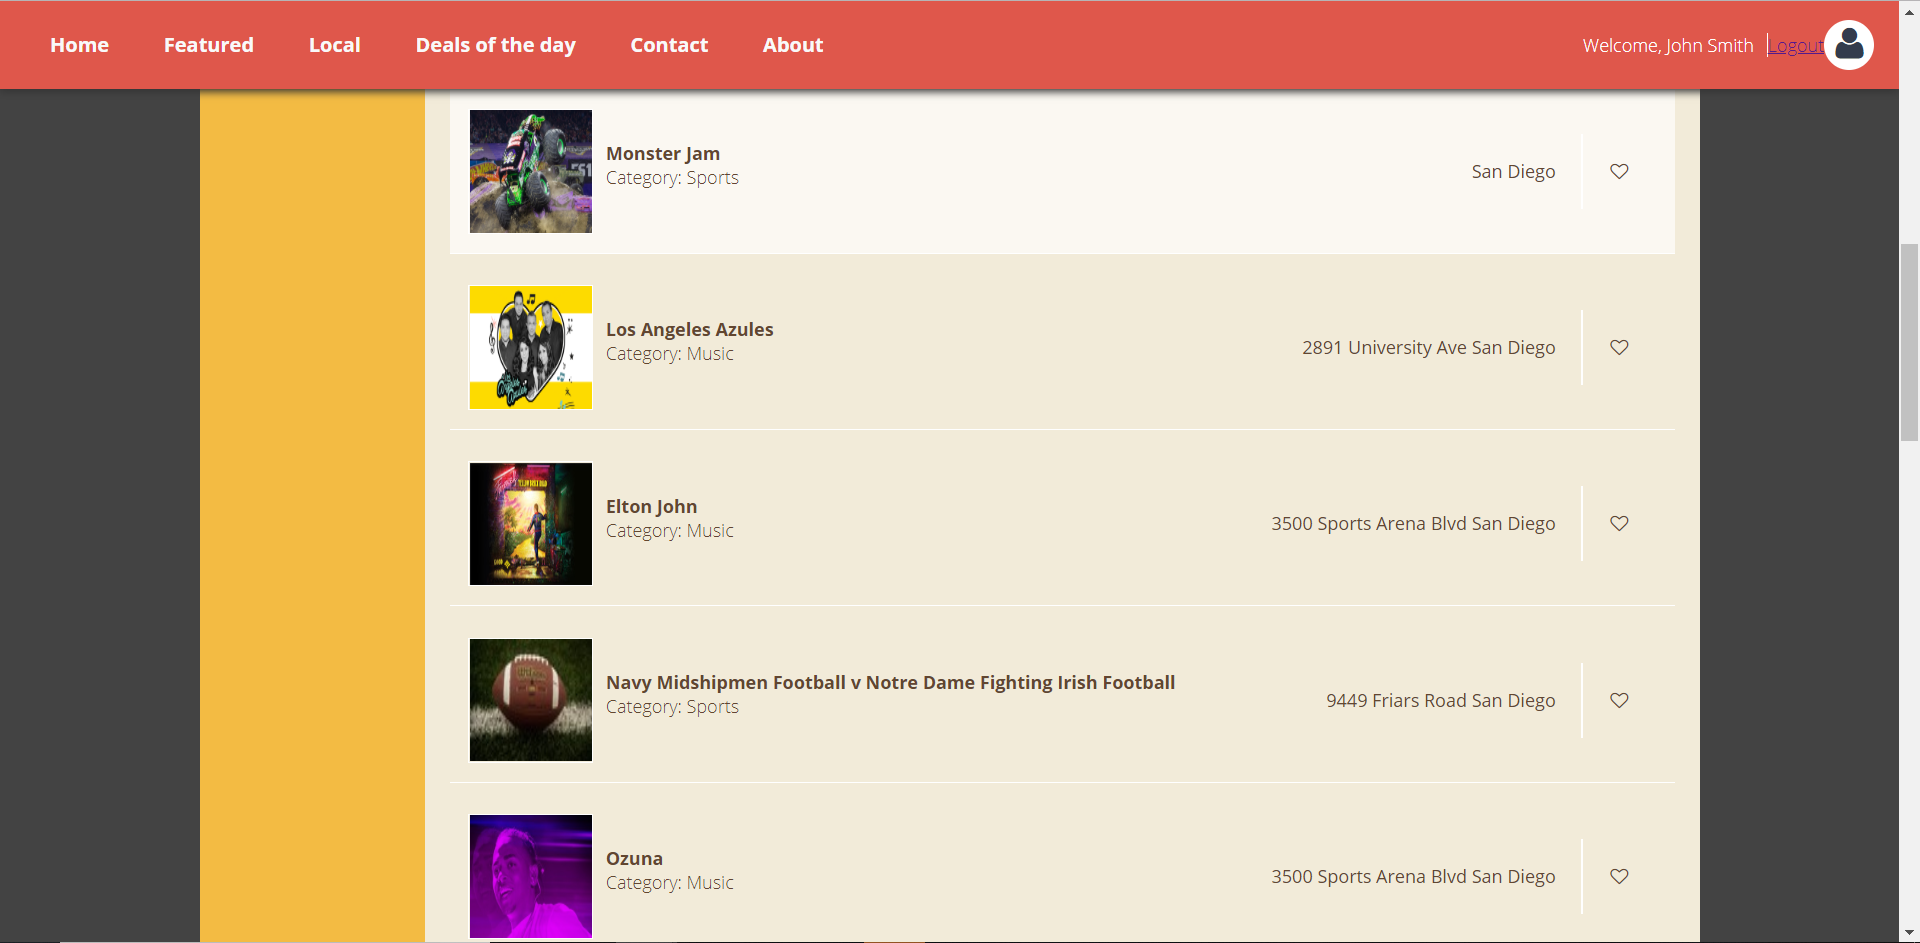 Home Featured Local Deals of the day Contact About Welcome, John Smith Logout
Monster Jam
Category: Sports
San Diego
Los Angeles Azules
Category: Music
2891 University Ave San Diego
Elton John
Category: Music
3500 Sports Arena Blvd San Diego
Navy Midshipmen Football v Notre Dame Fighting Irish Football
Category: Sports
9449 Friars Road San Diego
Ozuna
Category: Music
3500 Sports Arena Blvd San Diego